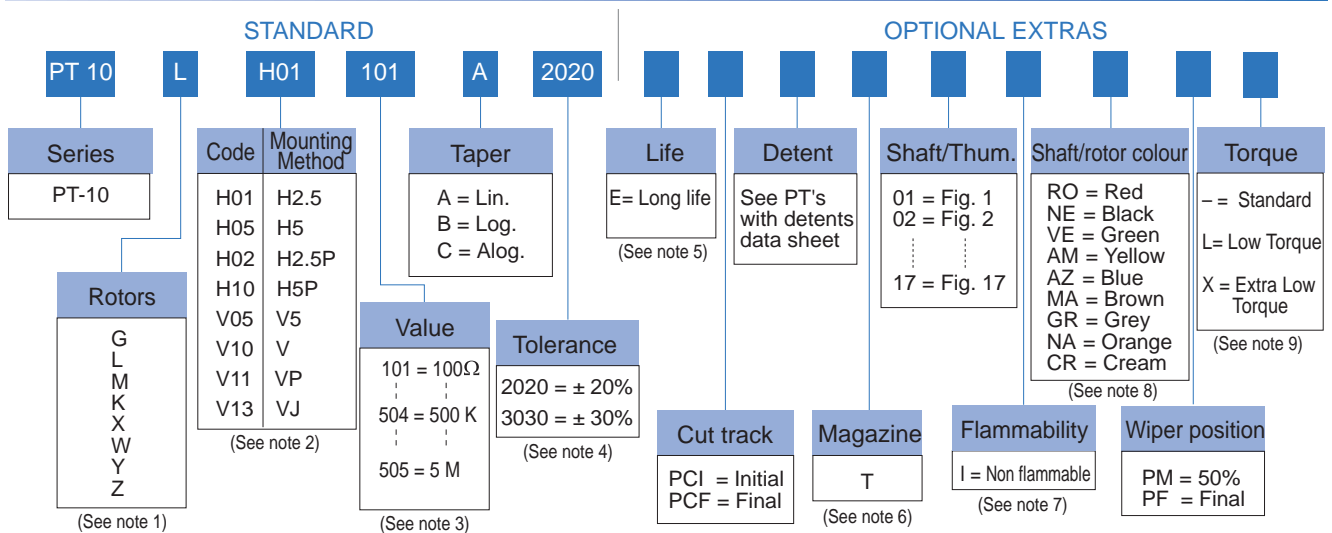 STANDARD
OPTIONAL EXTRAS
PT 10 L H01 101 A 2020
Series
PT-10
Rotors
G
L
M
K
X
W
Y
Z
(See note 1)
Code Mounting Method
H01 H2.5
H05 H5
H02 H2.5P
H10 H5P
V05 V5
V10 V
V11 VP
V13 VJ
(See note 2)
Value
101 = 100Ω
504 = 500 K
505 = 5 M
(See note 3)
Taper
A = Lin.
B = Log.
C = Alog.
Tolerance
2020 = ± 20%
3030 = ± 30%
(See note 4)
Life
E= Long life
(See note 5)
Cut track
PCI = Initial
PCF = Final
Detent
See PT's
with detents
data sheet
Magazine
T
(See note 6)
Shaft/Thum.
01 = Fig. 1
02 = Fig. 2
17 = Fig. 17
Flammability
I = Non flammable
(See note 7)
Shaft/rotor colour
RO = Red
NE = Black
VE = Green
AM = Yellow
AZ = Blue
MA = Brown
GR = Grey
NA = Orange
CR = Cream
(See note 8)
Wiper position
PM = 50%
PF = Final
Torque
– = Standard
L= Low Torque
X = Extra Low
Torque
(See note 9)